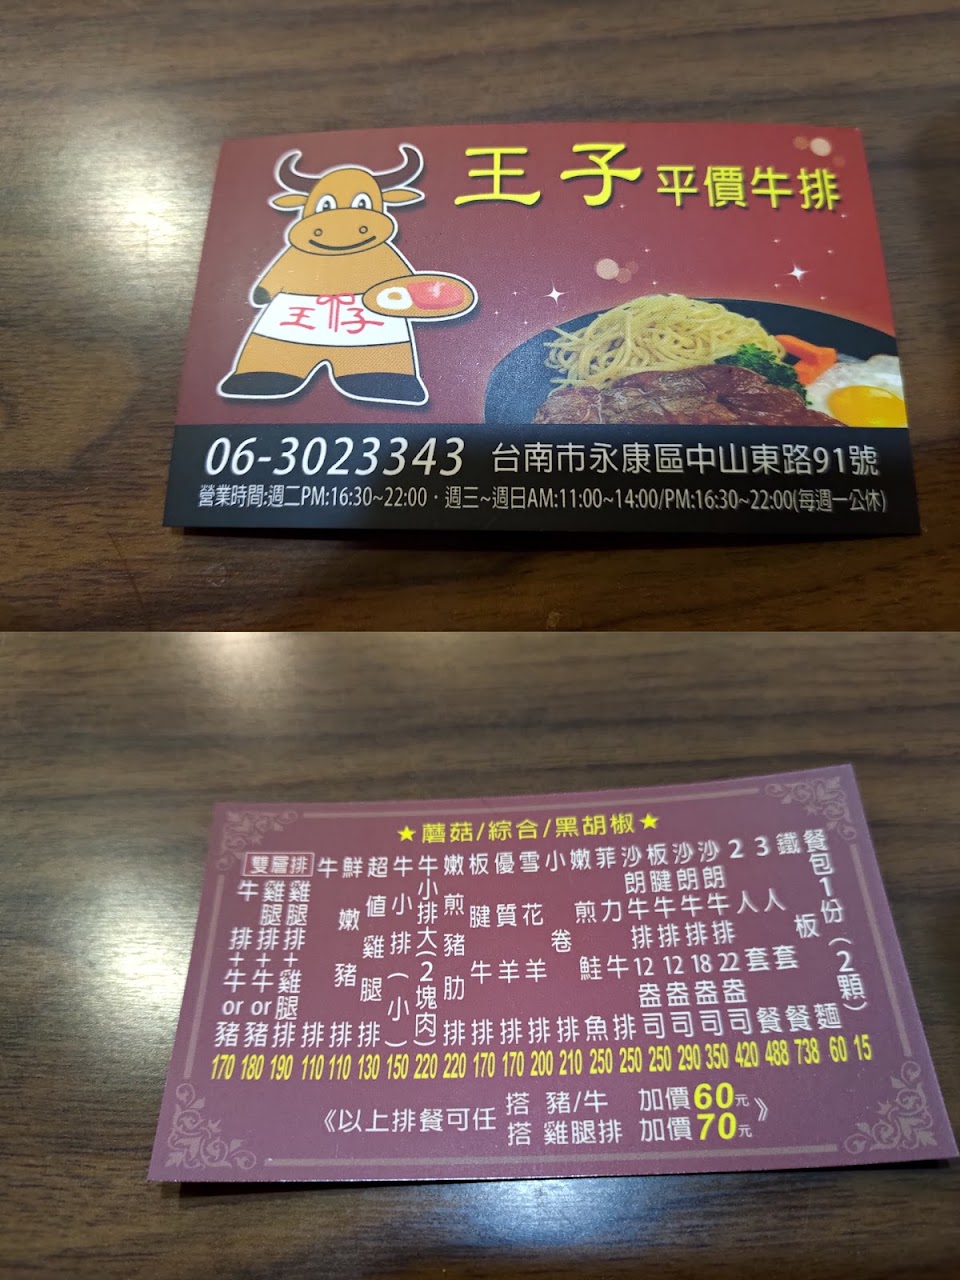 王子 平價牛排
王子
06-3023343 台南市永康區中山東路91號
營業時間:週二PM:16:30~22:00．週三~週日AM:11:00~14:00/PM:16:30~22:00(每週一公休)
★蘑菇/綜合/黑胡椒★
雙層排
牛排+牛or豬 170
雞腿排+牛or豬 180
雞腿排+雞腿排 190
牛排 110
鮮嫩豬排 110
超值雞腿排 130
牛小排(小) 150
牛小排大(2塊肉) 220
嫩煎豬肋排 220
板腱牛排 170
優質羊排 170
雪花羊排 200
小卷排 210
嫩煎鮭魚 250
菲力牛排 250
沙朗牛排12盎司 250
板腱牛排12盎司 290
沙朗牛排18盎司 350
沙朗牛排22盎司 420
2人套餐 488
3人套餐 738
鐵板麵 60
餐包1份(2顆) 15
《以上排餐可任
搭 豬/牛 加價60元
搭 雞腿排 加價70元》